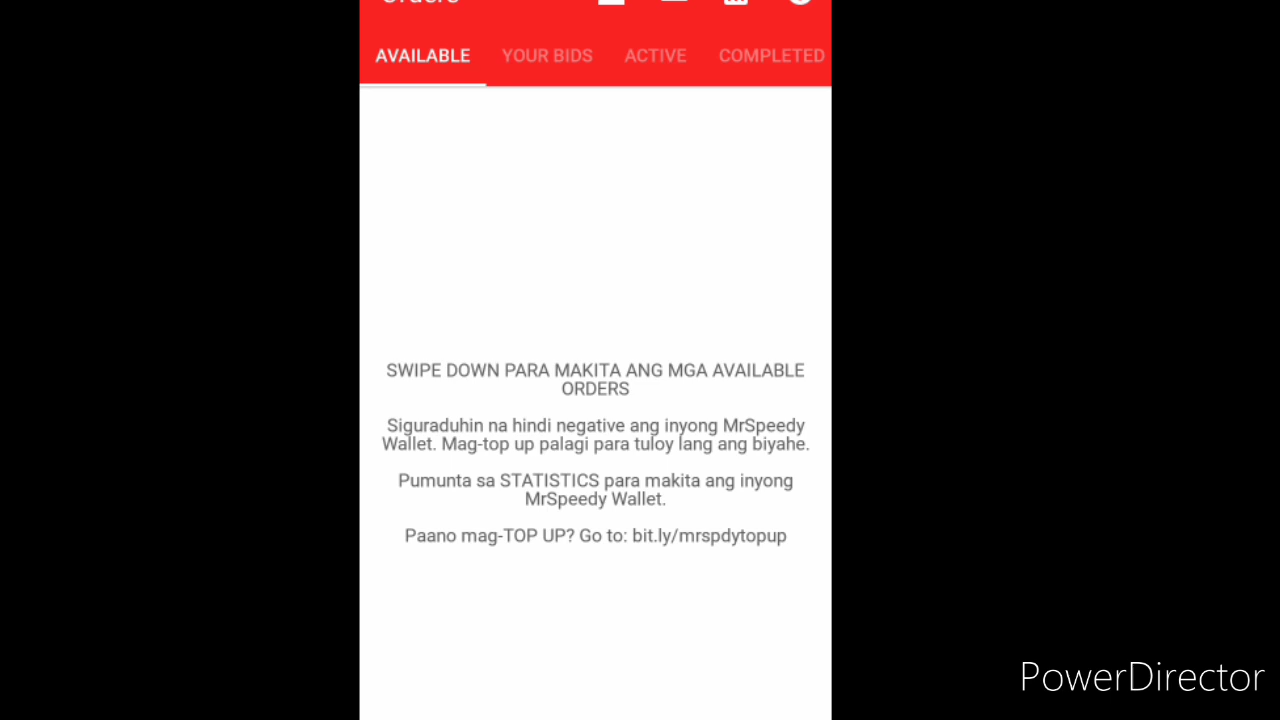 Orders
AVAILABLE YOUR BIDS ACTIVE COMPLETED
SWIPE DOWN PARA MAKITA ANG MGA AVAILABLE
ORDERS
Siguraduhin na hindi negative ang inyong MrSpeedy
Wallet. Mag-top up palagi para tuloy lang ang biyahe.
Pumunta sa STATISTICS para makita ang inyong
MrSpeedy Wallet.
Paano mag-TOP UP? Go to: bit.ly/mrspdytopup
PowerDirector